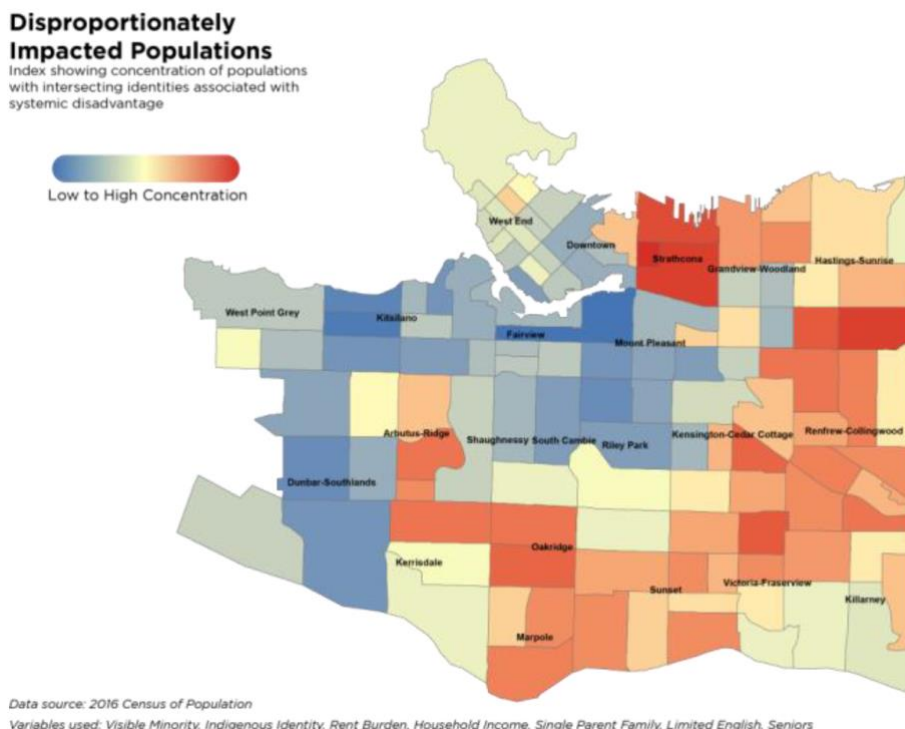 Disproportionately
Impacted Populations
Index showing concentration of populations
with intersecting identities associated with
systemic disadvantage
Low to High Concentration
West End
Downtown
Strathcona
Grandview-Woodland
Hastings-Sunrise
West Point Grey
Kitsilano
Fairview
Mount Pleasant
Arbutus-Ridge
Shaughnessy
South Cambie
Riley Park
Kensington-Cedar Cottage
Renfrew-Collingwood
Dunbar-Southlands
Oakridge
Kerrisdale
Sunset
Victoria-Fraserview
Killarney
Marpole
Data source: 2016 Census of Population
Variables used: Visible Minority, Indigenous Identity, Rent Burden, Household Income, Single Parent Family, Limited English, Seniors